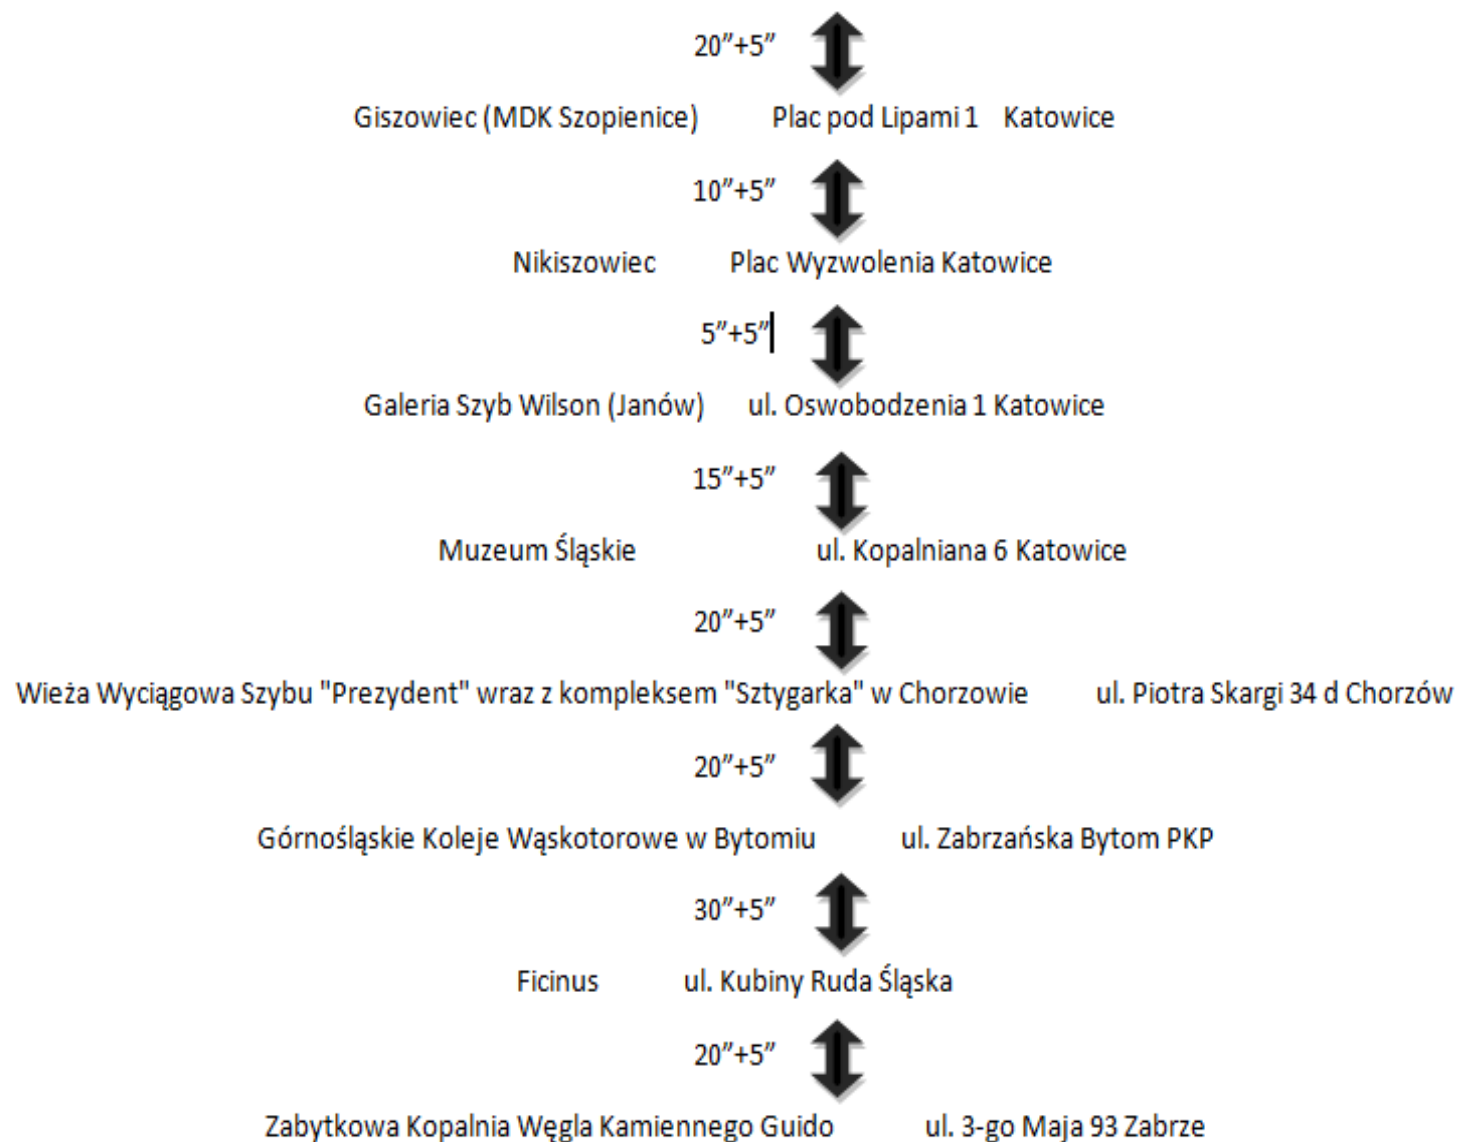 20"+5"
Giszowiec (MDK Szopienice) Plac pod Lipami 1 Katowice
10"+5"
Nikiszowiec Plac Wyzwolenia Katowice
5"+5"
Galeria Szyb Wilson (Janów) ul. Oswobodzenia 1 Katowice
15"+5"
Muzeum Śląskie ul. Kopalniana 6 Katowice
20"+5"
Wieża Wyciągowa Szybu "Prezydent" wraz z kompleksem "Sztygarka" w Chorzowie ul. Piotra Skargi 34 d Chorzów
20"+5"
Górnośląskie Koleje Wąskotorowe w Bytomiu ul. Zabrzańska Bytom PKP
30"+5"
Ficinus ul. Kubiny Ruda Śląska
20"+5"
Zabytkowa Kopalnia Węgla Kamiennego Guido ul. 3-go Maja 93 Zabrze